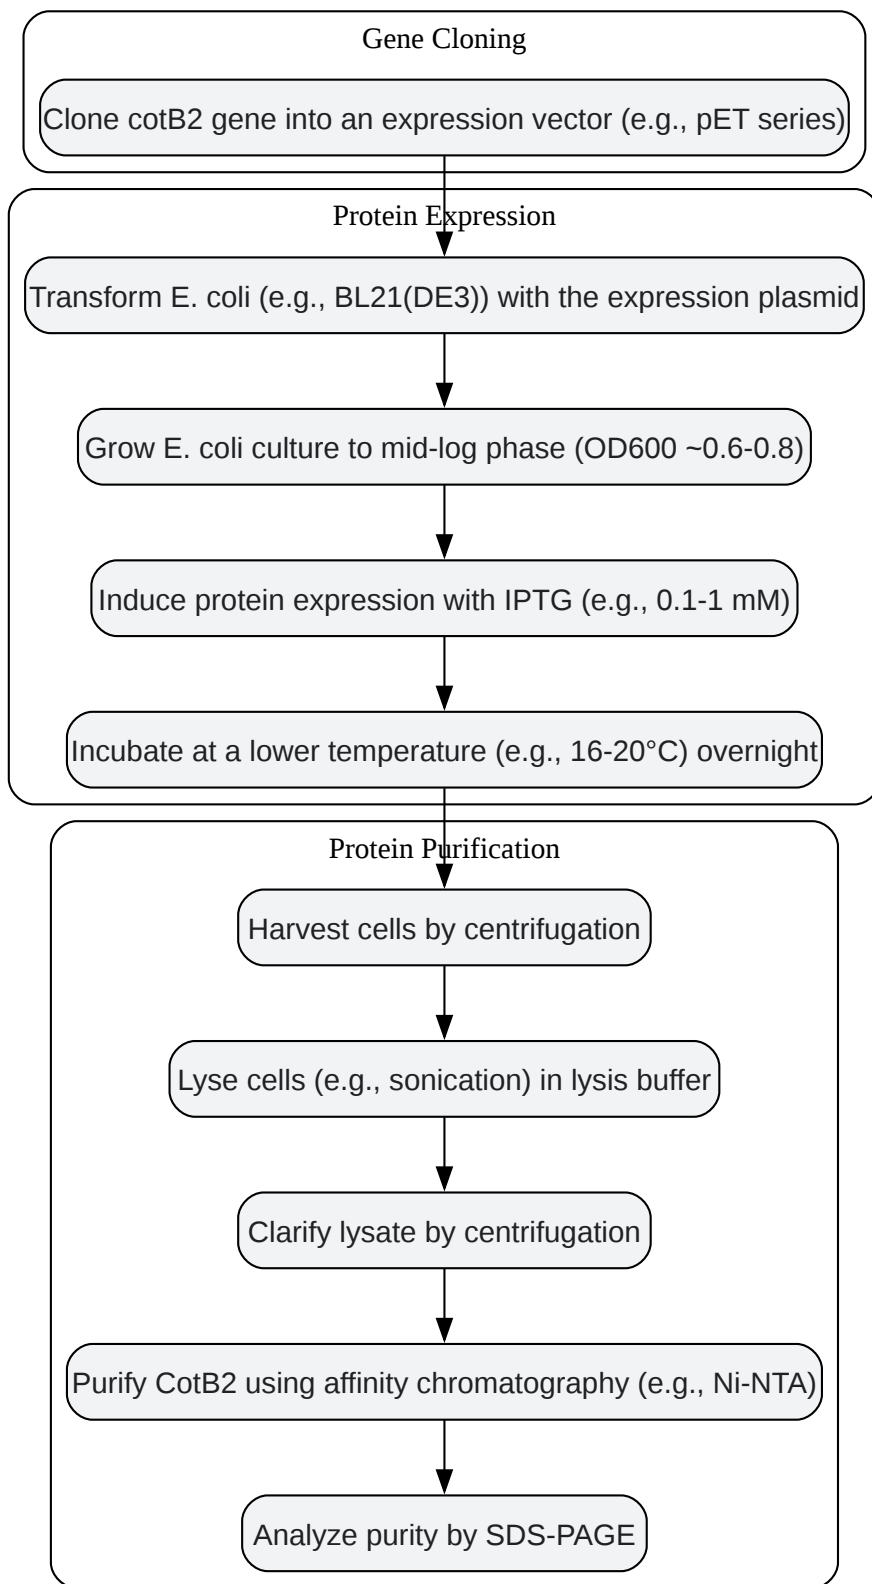 Gene Cloning
Clone cotB2 gene into an expression vector (e.g., pET series)
Protein Expression
Transform E. coli (e.g., BL21(DE3)) with the expression plasmid
Grow E. coli culture to mid-log phase (OD600 ~0.6-0.8)
Induce protein expression with IPTG (e.g., 0.1-1 mM)
Incubate at a lower temperature (e.g., 16-20°C) overnight
Protein Purification
Harvest cells by centrifugation
Lyse cells (e.g., sonication) in lysis buffer
Clarify lysate by centrifugation
Purify CotB2 using affinity chromatography (e.g., Ni-NTA)
Analyze purity by SDS-PAGE